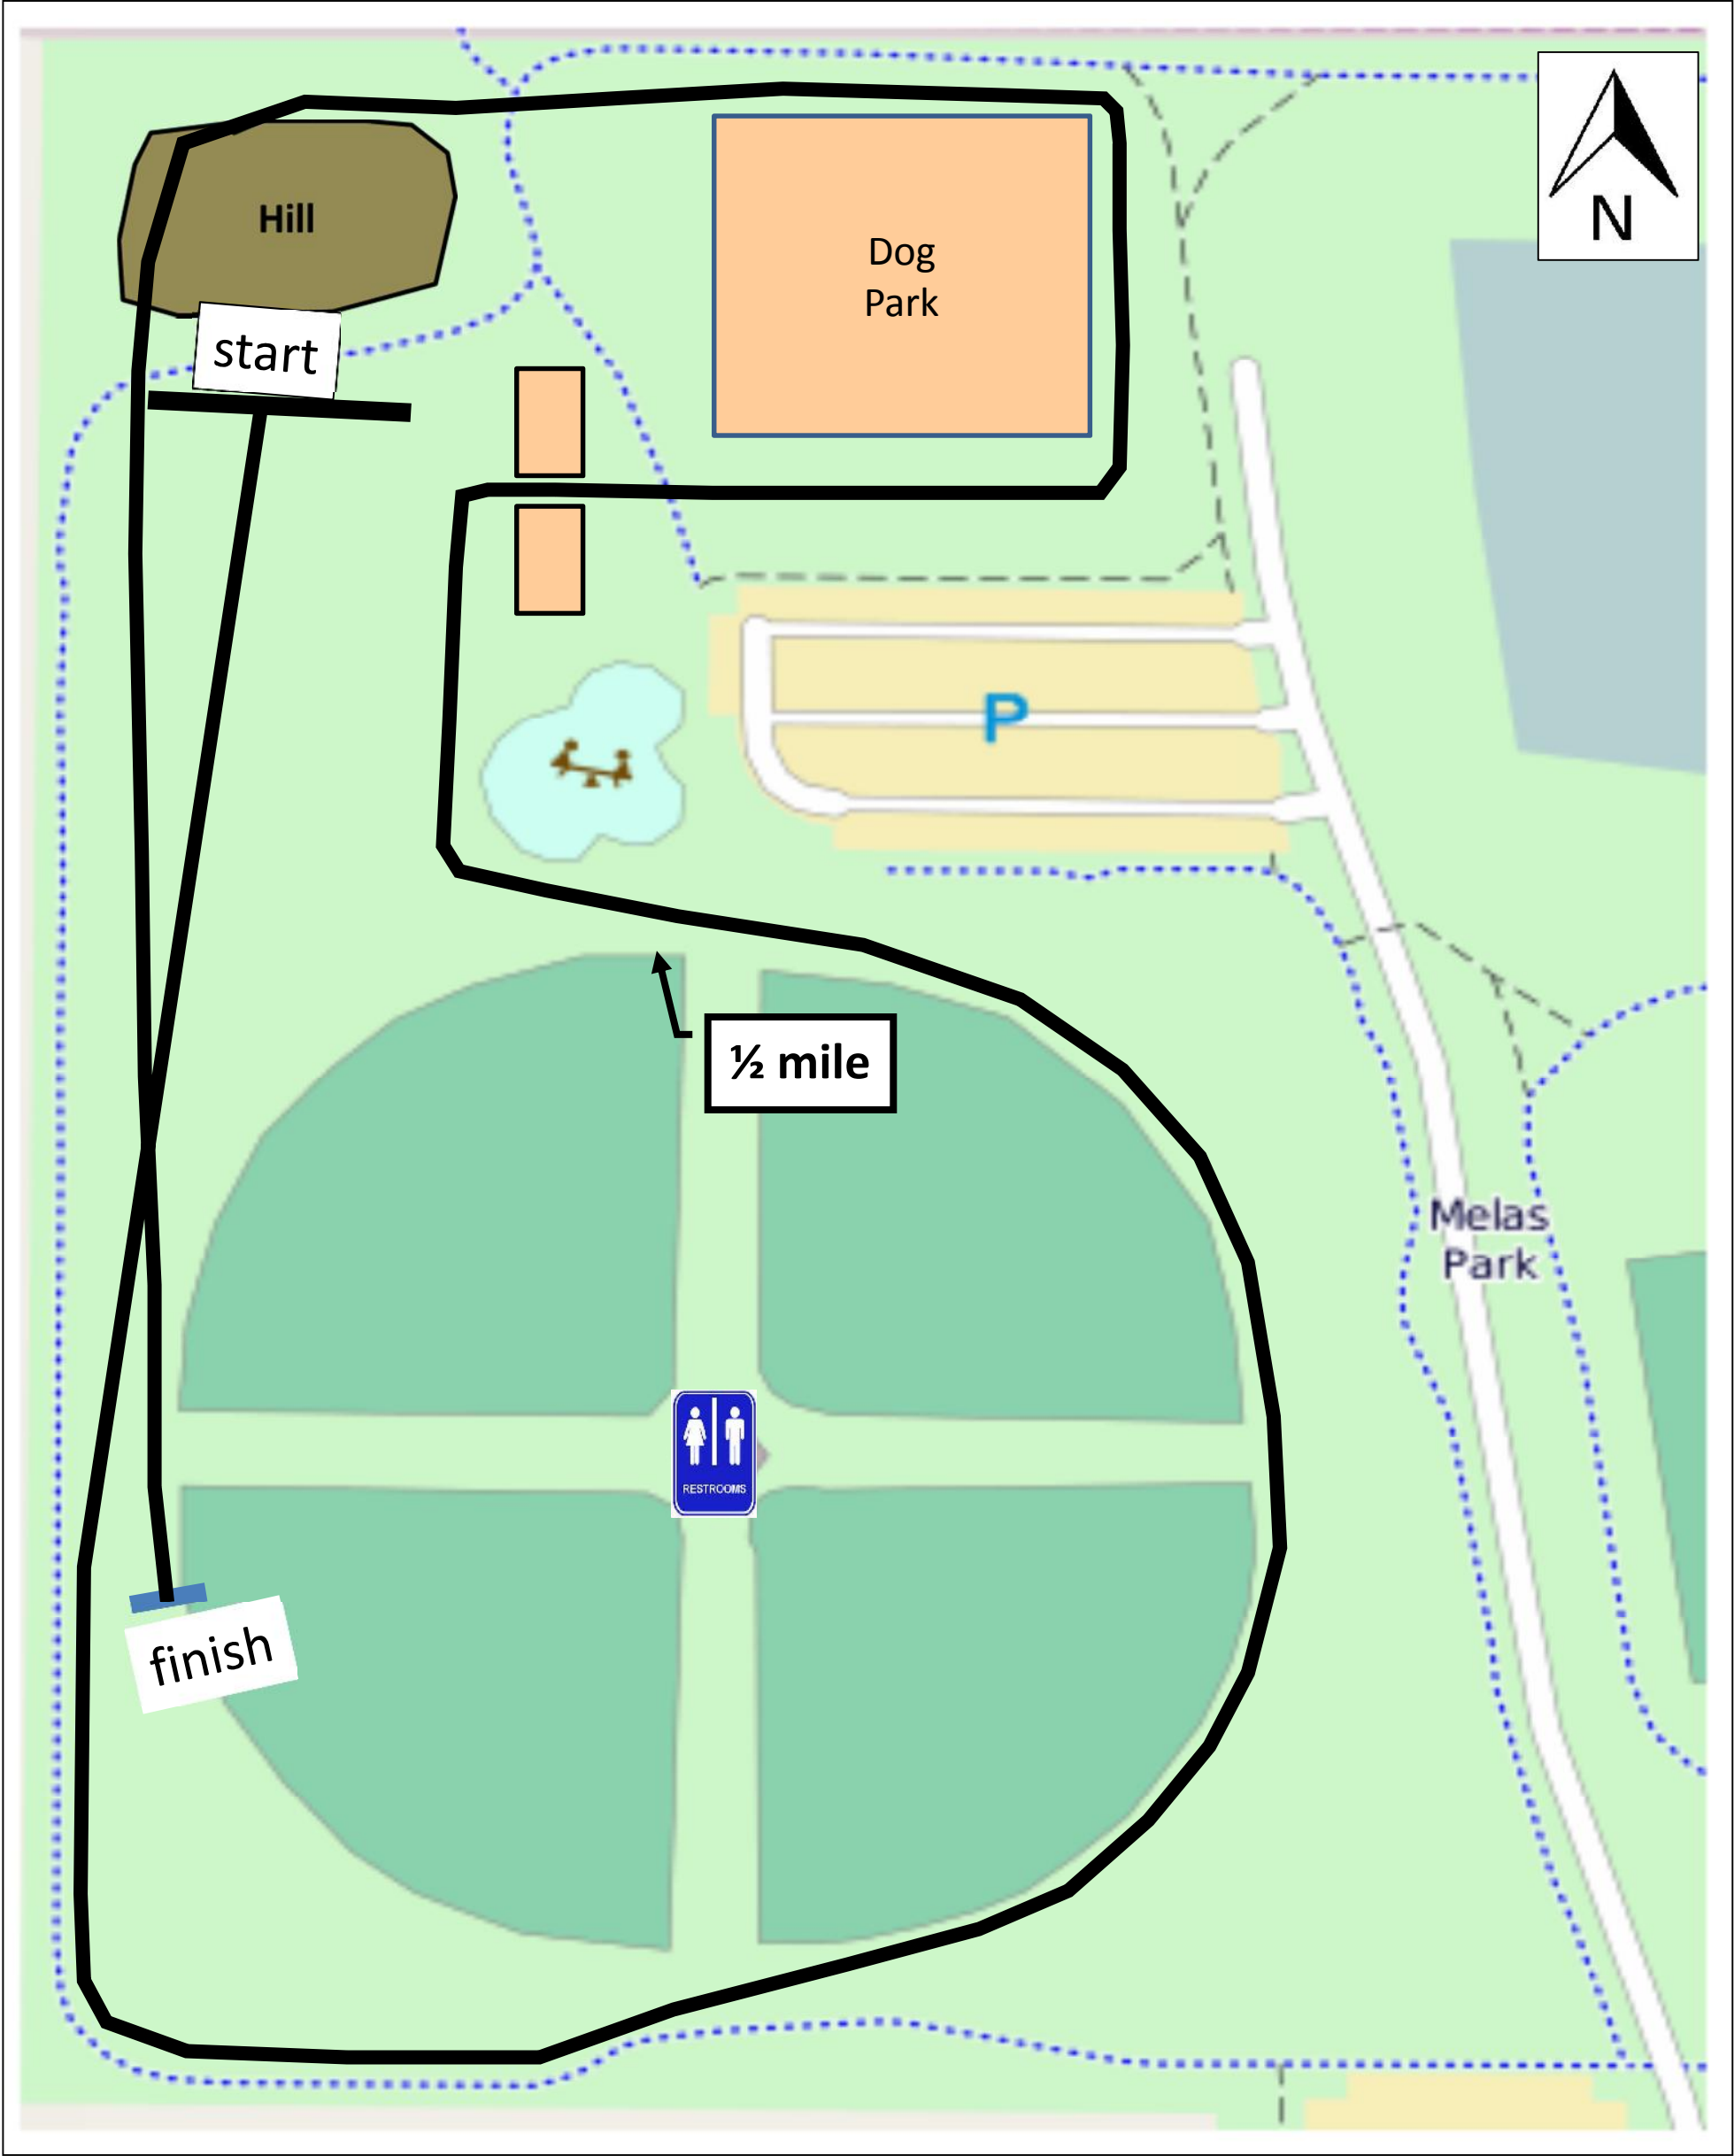 N
Hill
Dog
Park
start
P
½ mile
Melas
Park
RESTROOMS
finish